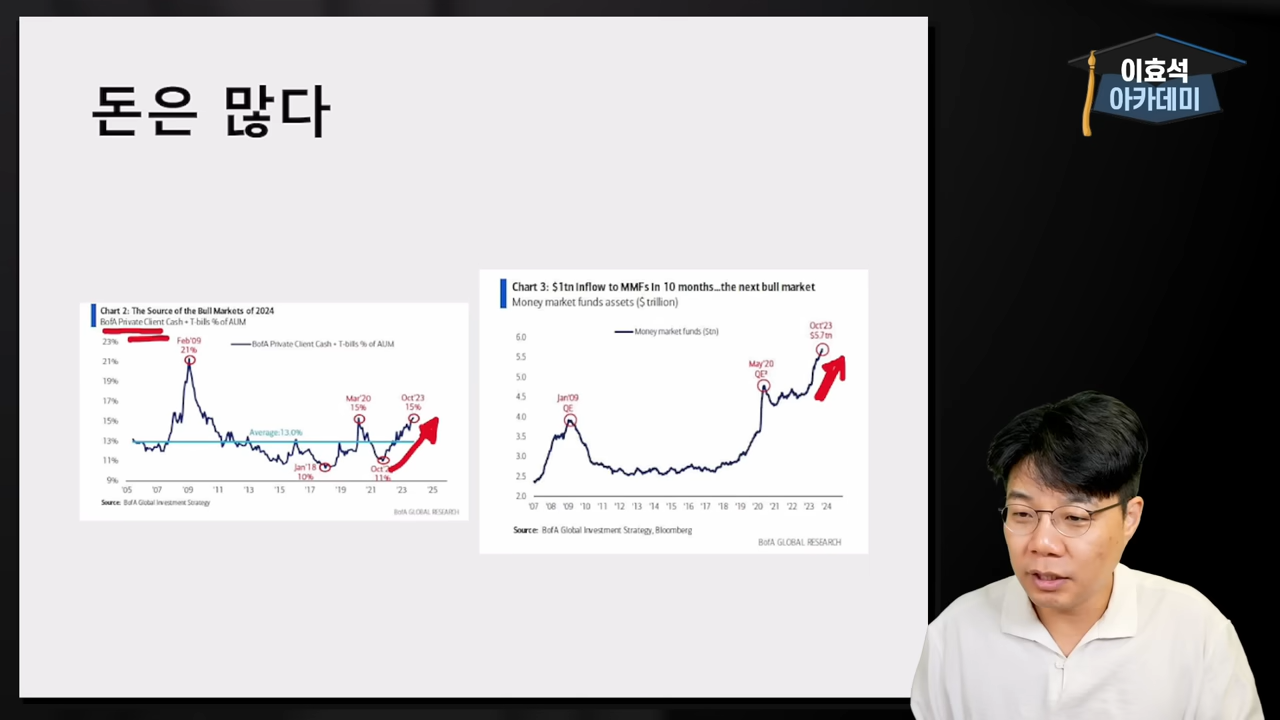 돈은 많다
이효석
아카데미
Chart 2: The Source of the Bull Markets of 2024
BofA Private Client Cash + T-bills % of AUM
BofA Private Client Cash + T-bills % of AUM
23%
21%
19%
17%
15%
13%
11%
9%
Feb'09
21%
Average:13.0%
Jan'18
10%
Mar'20
15%
11%
Oct'23
15%
'05 '07 '09 '11 '13 '15 '17 '19 '21 '23 '25
Source: BofA Global Investment Strategy
BofA GLOBAL RESEARCH
Chart 3: $1tn inflow to MMFs in 10 months...the next bull market
Money market funds assets ($ trillion)
Money market funds ($tn)
6.0
5.5
5.0
4.5
4.0
3.5
3.0
2.5
2.0
Jan'09
QE
May'20
Oct'23
$5.7tn
'07 '08 '09 '10 '11 '12 '13 '14 '15 '16 '17 '18 '19 '20 '21 '22 '23 '24
Source: BofA Global Investment Strategy, Bloomberg
BofA GLOBAL RESEARCH